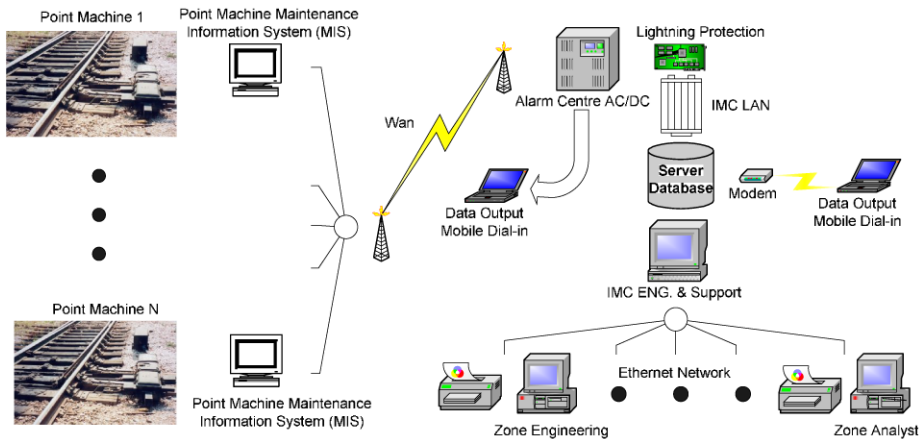 Point Machine 1
Point Machine Maintenance
Information System (MIS)
Lightning Protection
Alarm Centre AC/DC
IMC LAN
Wan
Server
Database
Modem
Data Output
Mobile Dial-in
Data Output
Mobile Dial-in
IMC ENG. & Support
Point Machine N
Point Machine Maintenance
Information System (MIS)
Ethernet Network
Zone Engineering
Zone Analyst